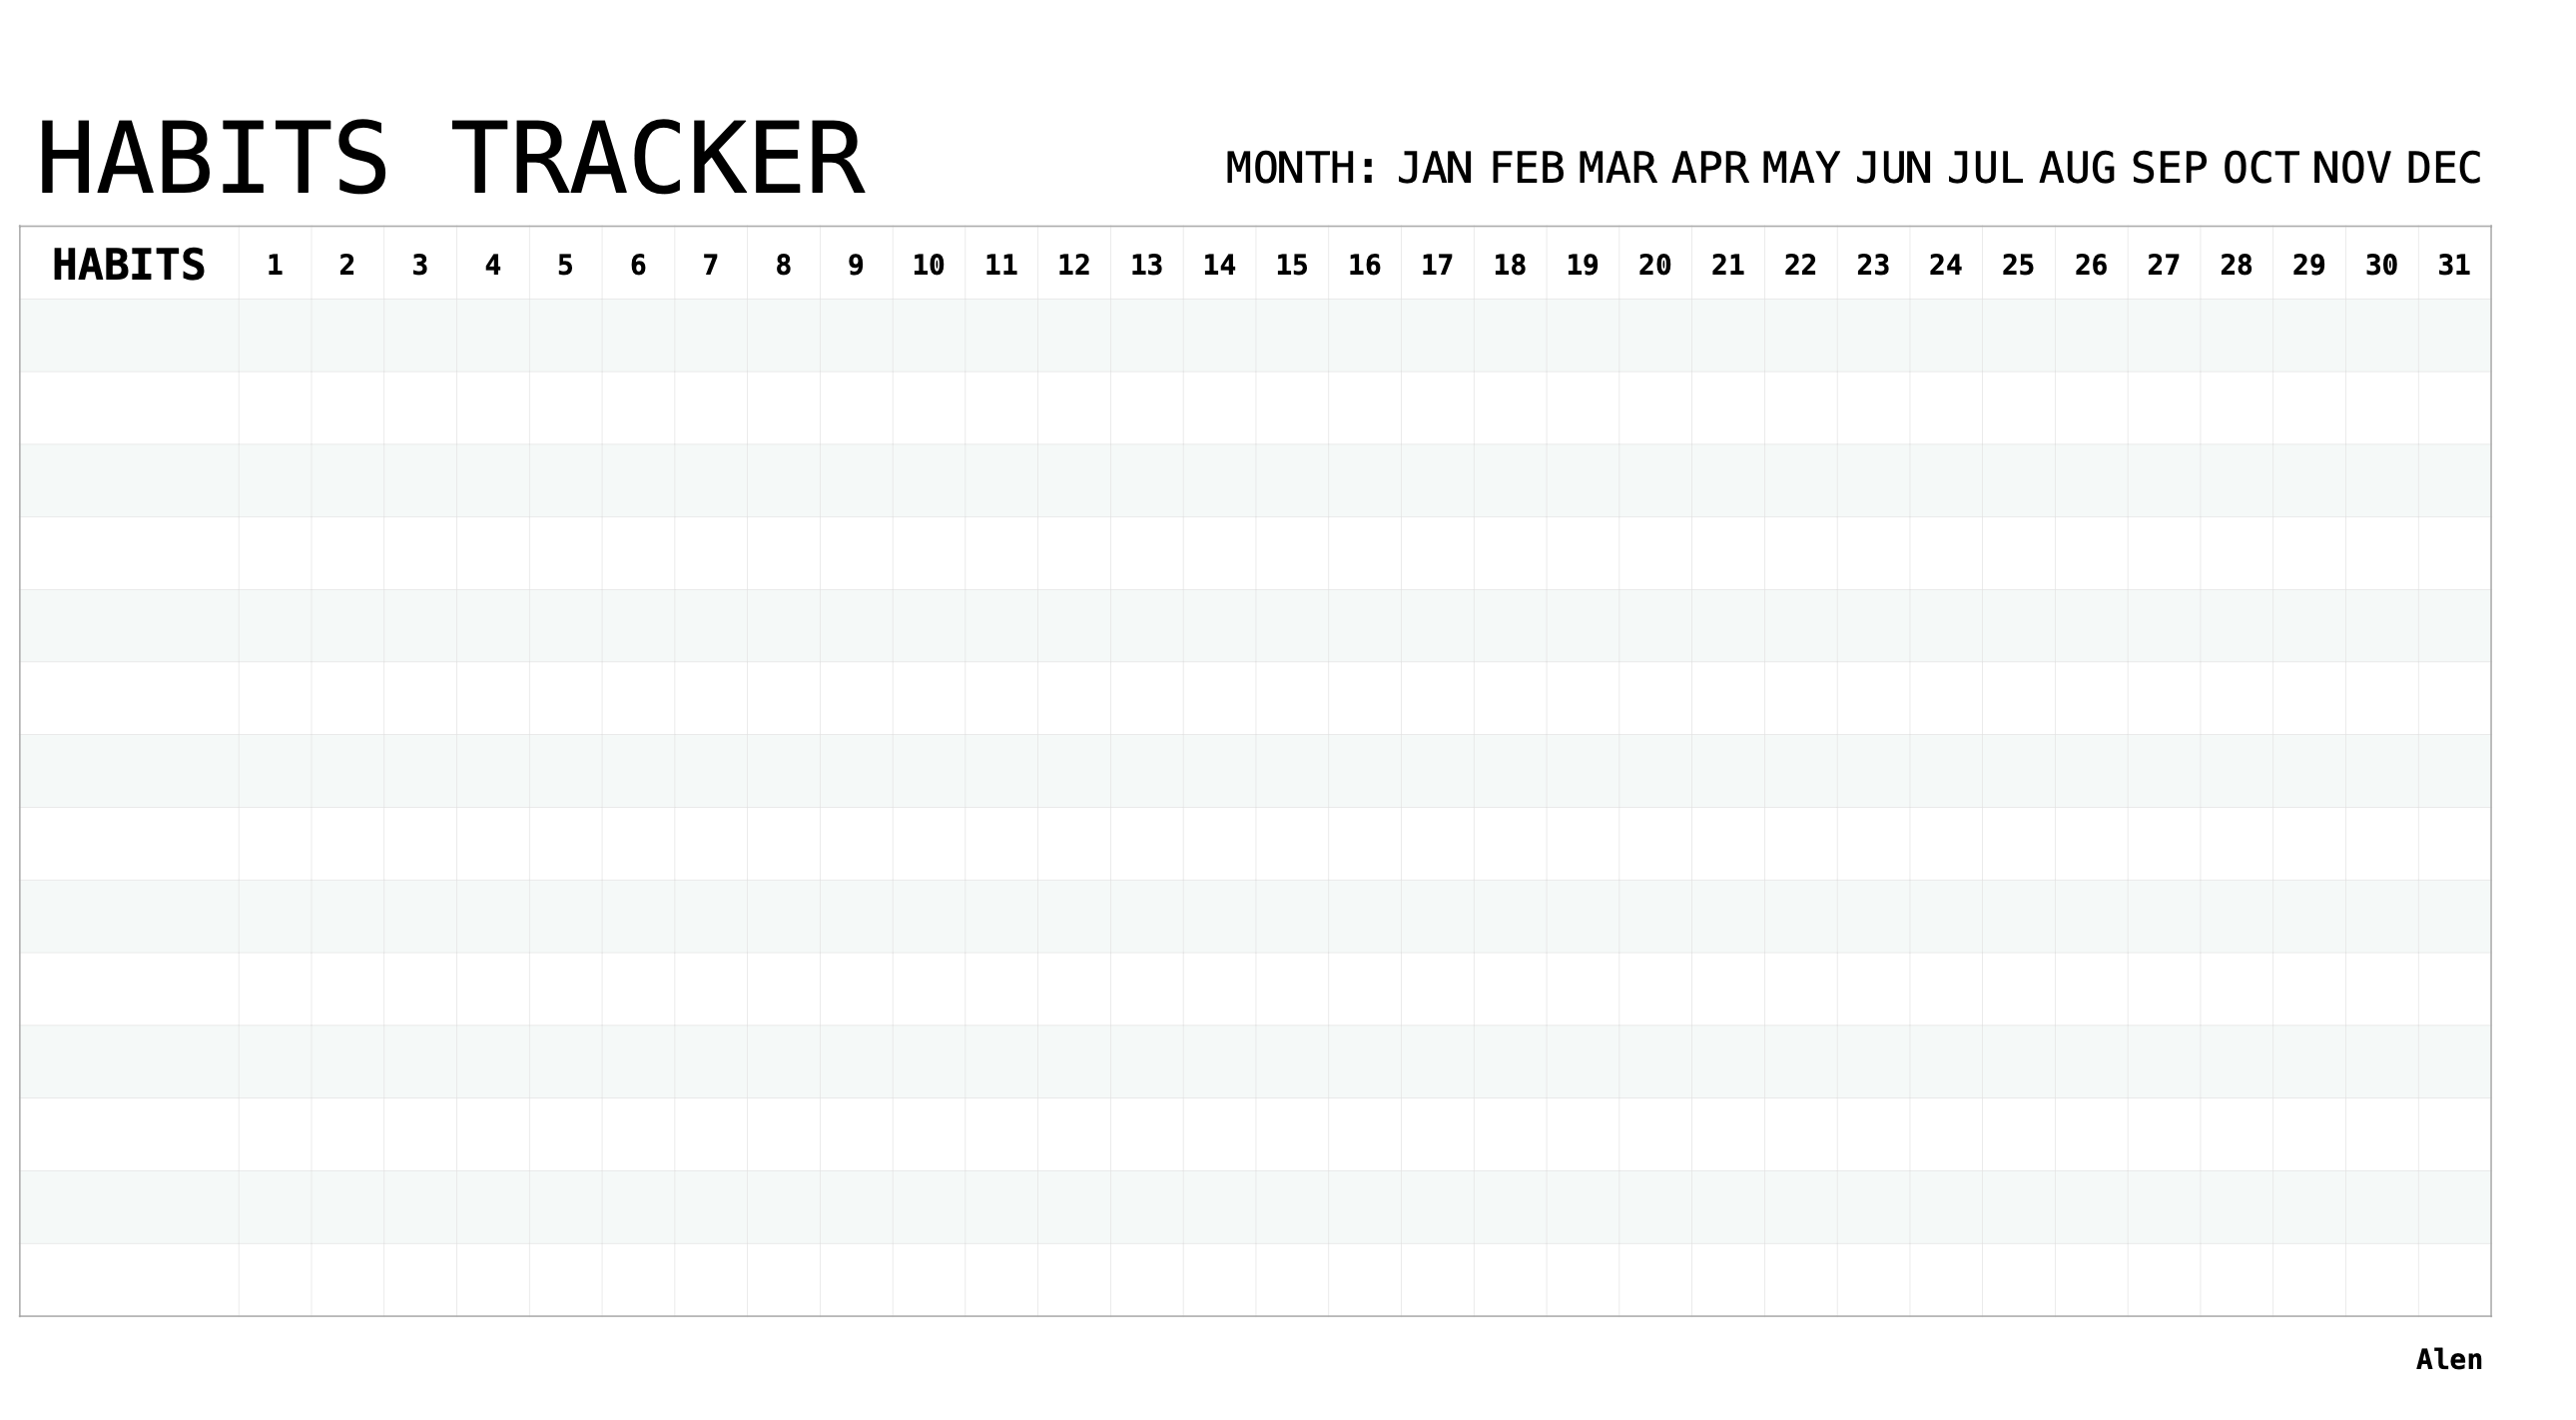 HABITS TRACKER
MONTH: JAN FEB MAR APR MAY JUN JUL AUG SEP OCT NOV DEC
HABITS 1 2 3 4 5 6 7 8 9 10 11 12 13 14 15 16 17 18 19 20 21 22 23 24 25 26 27 28 29 30 31
Alen